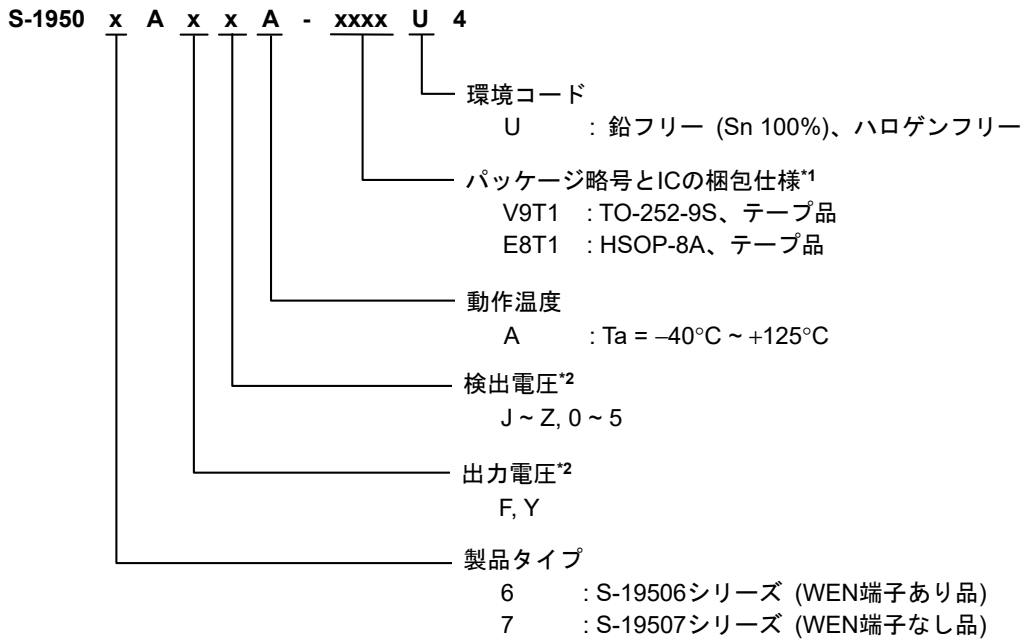 S-1950 x A x x A - xxxx U 4
環境コード
U : 鉛フリー (Sn 100%)、ハロゲンフリー
パッケージ略号とICの梱包仕様*1
V9T1 : TO-252-9S、テープ品
E8T1 : HSOP-8A、テープ品
動作温度
A : Ta = −40°C ~ +125°C
検出電圧*2
J ~ Z, 0 ~ 5
出力電圧*2
F, Y
製品タイプ
6 : S-19506シリーズ (WEN端子あり品)
7 : S-19507シリーズ (WEN端子なし品)